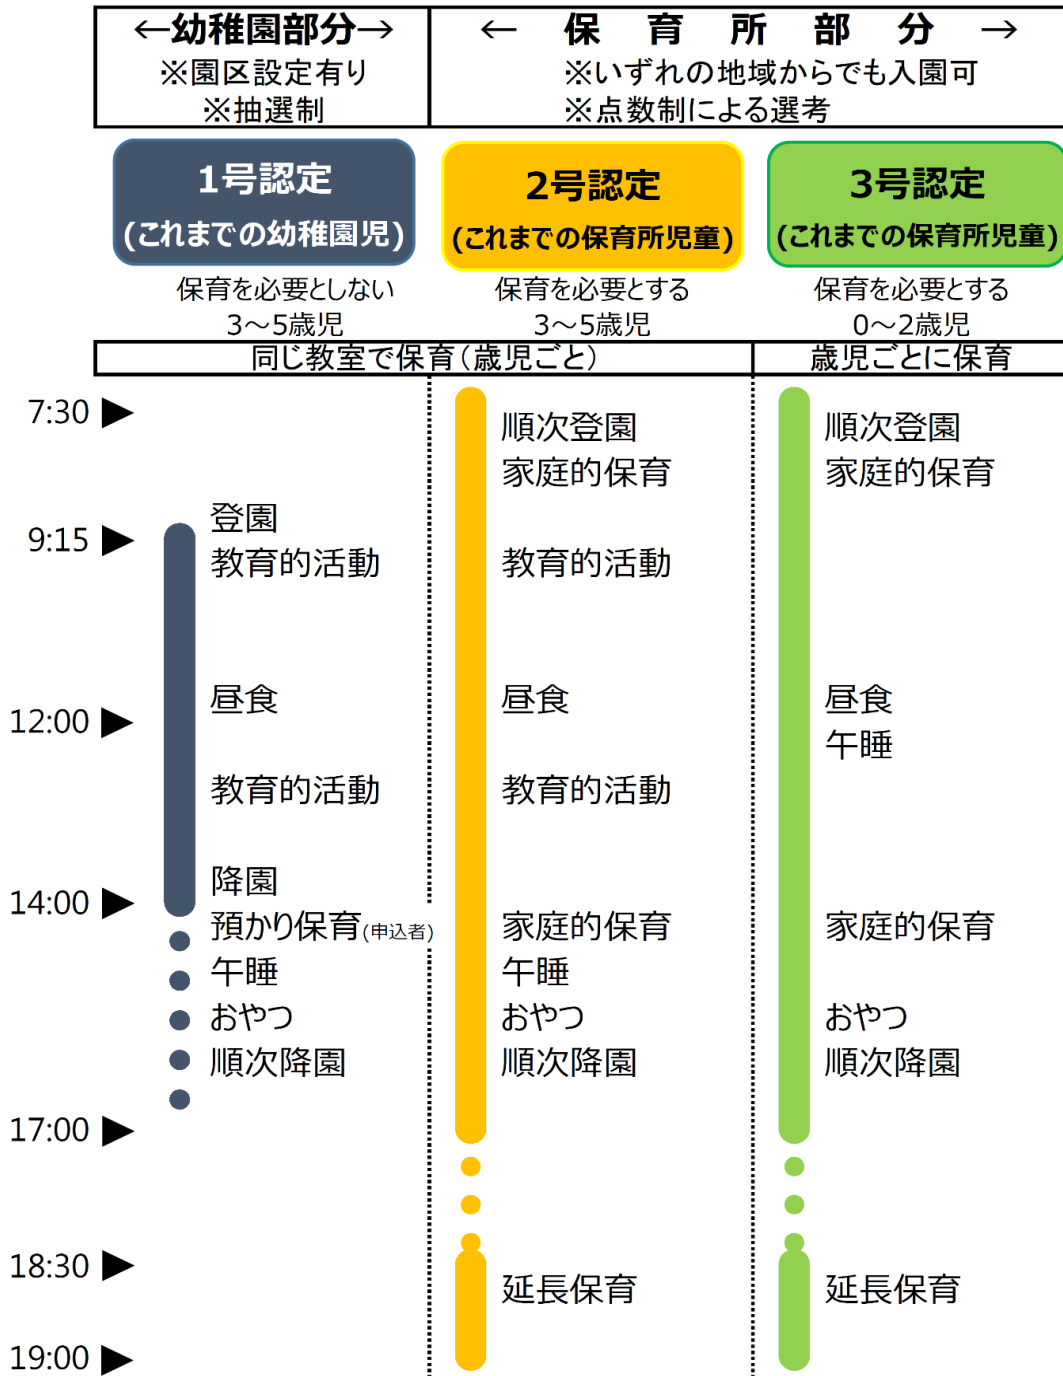 ←幼稚園部分→
※園区設定有り
※抽選制
← 保 育 所 部 分 →
※いずれの地域からでも入園可
※点数制による選考
1号認定
(これまでの幼稚園児)
2号認定
(これまでの保育所児童)
3号認定
(これまでの保育所児童)
保育を必要としない
3～5歳児
保育を必要とする
3～5歳児
保育を必要とする
0～2歳児
同じ教室で保育（歳児ごと）
歳児ごとに保育
7:30 ▶
9:15 ▶
12:00 ▶
14:00 ▶
17:00 ▶
18:30 ▶
19:00 ▶
登園
教育的活動
昼食
教育的活動
降園
預かり保育(申込者)
午睡
おやつ
順次降園
順次登園
家庭的保育
教育的活動
昼食
教育的活動
家庭的保育
午睡
おやつ
順次降園
延長保育
順次登園
家庭的保育
昼食
午睡
家庭的保育
おやつ
順次降園
延長保育